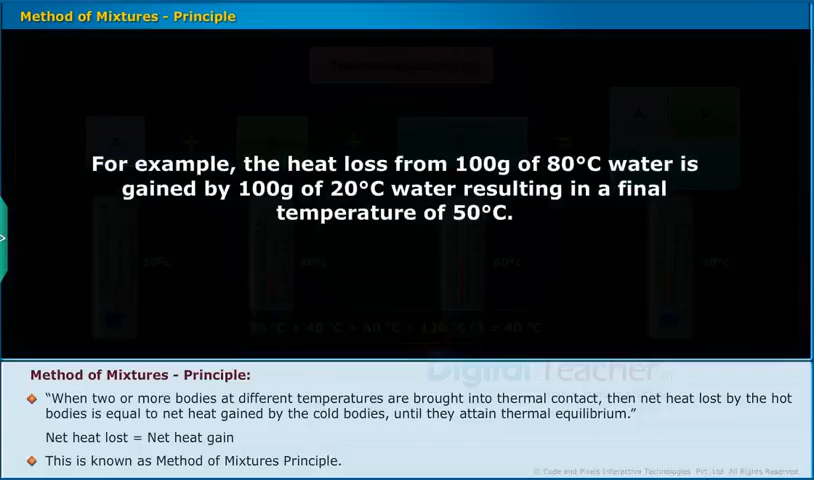 Method of Mixtures - Principle
For example, the heat loss from 100g of 80°C water is
gained by 100g of 20°C water resulting in a final
temperature of 50°C.
Method of Mixtures - Principle:
“When two or more bodies at different temperatures are brought into thermal contact, then net heat lost by the hot
bodies is equal to net heat gained by the cold bodies, until they attain thermal equilibrium.”
Net heat lost = Net heat gain
This is known as Method of Mixtures Principle.
Digital Teacher
© Code and Pixels Interactive Technologies Pvt. Ltd. All Rights Reserved.